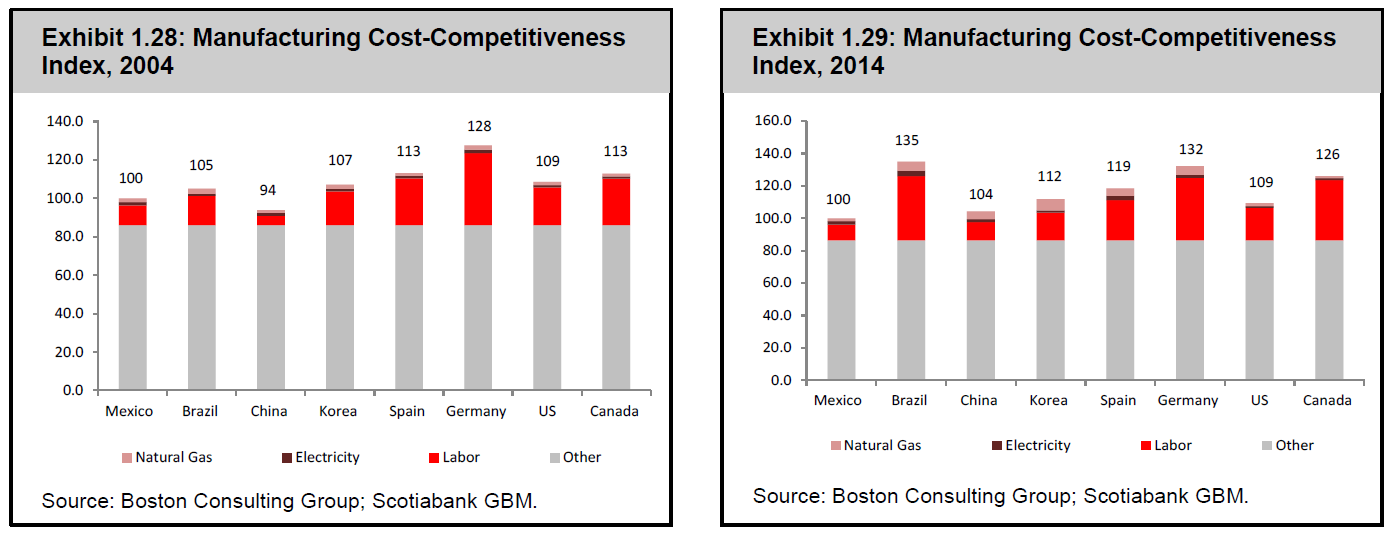 Exhibit 1.28: Manufacturing Cost-Competitiveness
Index, 2004
140.0
120.0
100.0
80.0
60.0
40.0
20.0
0.0
100
105
94
107
113
128
109
113
Mexico
Brazil
China
Korea
Spain
Germany
US
Canada
Natural Gas
Electricity
Labor
Other
Source: Boston Consulting Group; Scotiabank GBM.
Exhibit 1.29: Manufacturing Cost-Competitiveness
Index, 2014
160.0
140.0
120.0
100.0
80.0
60.0
40.0
20.0
0.0
100
135
104
112
119
132
109
126
Mexico
Brazil
China
Korea
Spain
Germany
US
Canada
Natural Gas
Electricity
Labor
Other
Source: Boston Consulting Group; Scotiabank GBM.